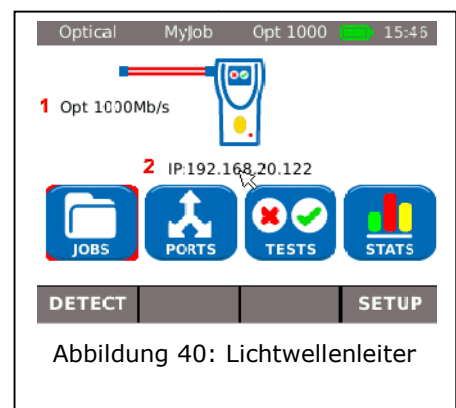 Optical MyJob Opt 1000 15:46
1 Opt 1000Mb/s
2 IP:192.168.20.122
JOBS PORTS TESTS STATS
DETECT SETUP
Abbildung 40: Lichtwellenleiter